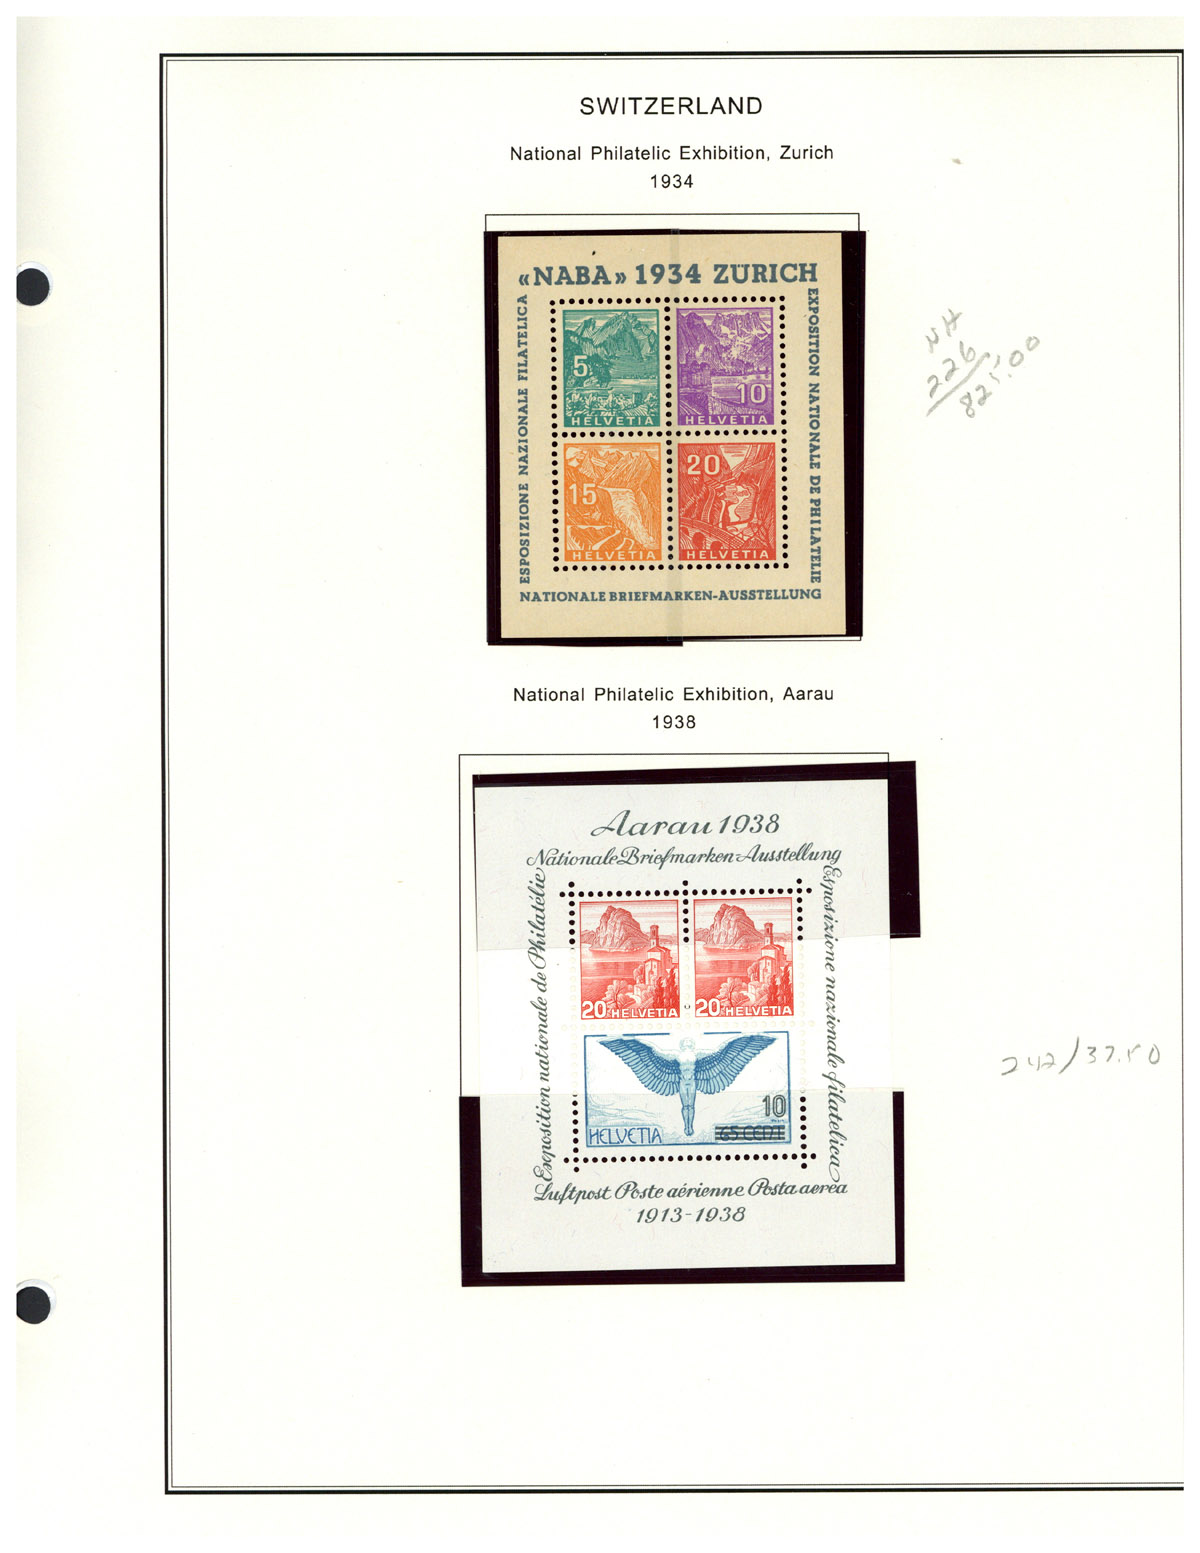 SWITZERLAND
National Philatelic Exhibition, Zurich
1934
«NABA» 1934 ZÜRICH
ESPOSIZIONE NAZIONALE FILATELICA
EXPOSITION NATIONALE DE PHILATELIE
5
HELVETIA
10
HELVETIA
15
HELVETIA
20
HELVETIA
NATIONALE BRIEFMARKEN-AUSSTELLUNG
NH
226/825.00
National Philatelic Exhibition, Aarau
1938
Aarau 1938
Nationale Briefmarken-Ausstellung
Exposition nationale de Philatélie
Esposizione nazionale filatelica
20 HELVETIA
20 HELVETIA
10
HELVETIA 65 CENT
Luftpost Poste aérienne Posta aerea
1913-1938
242/37.50